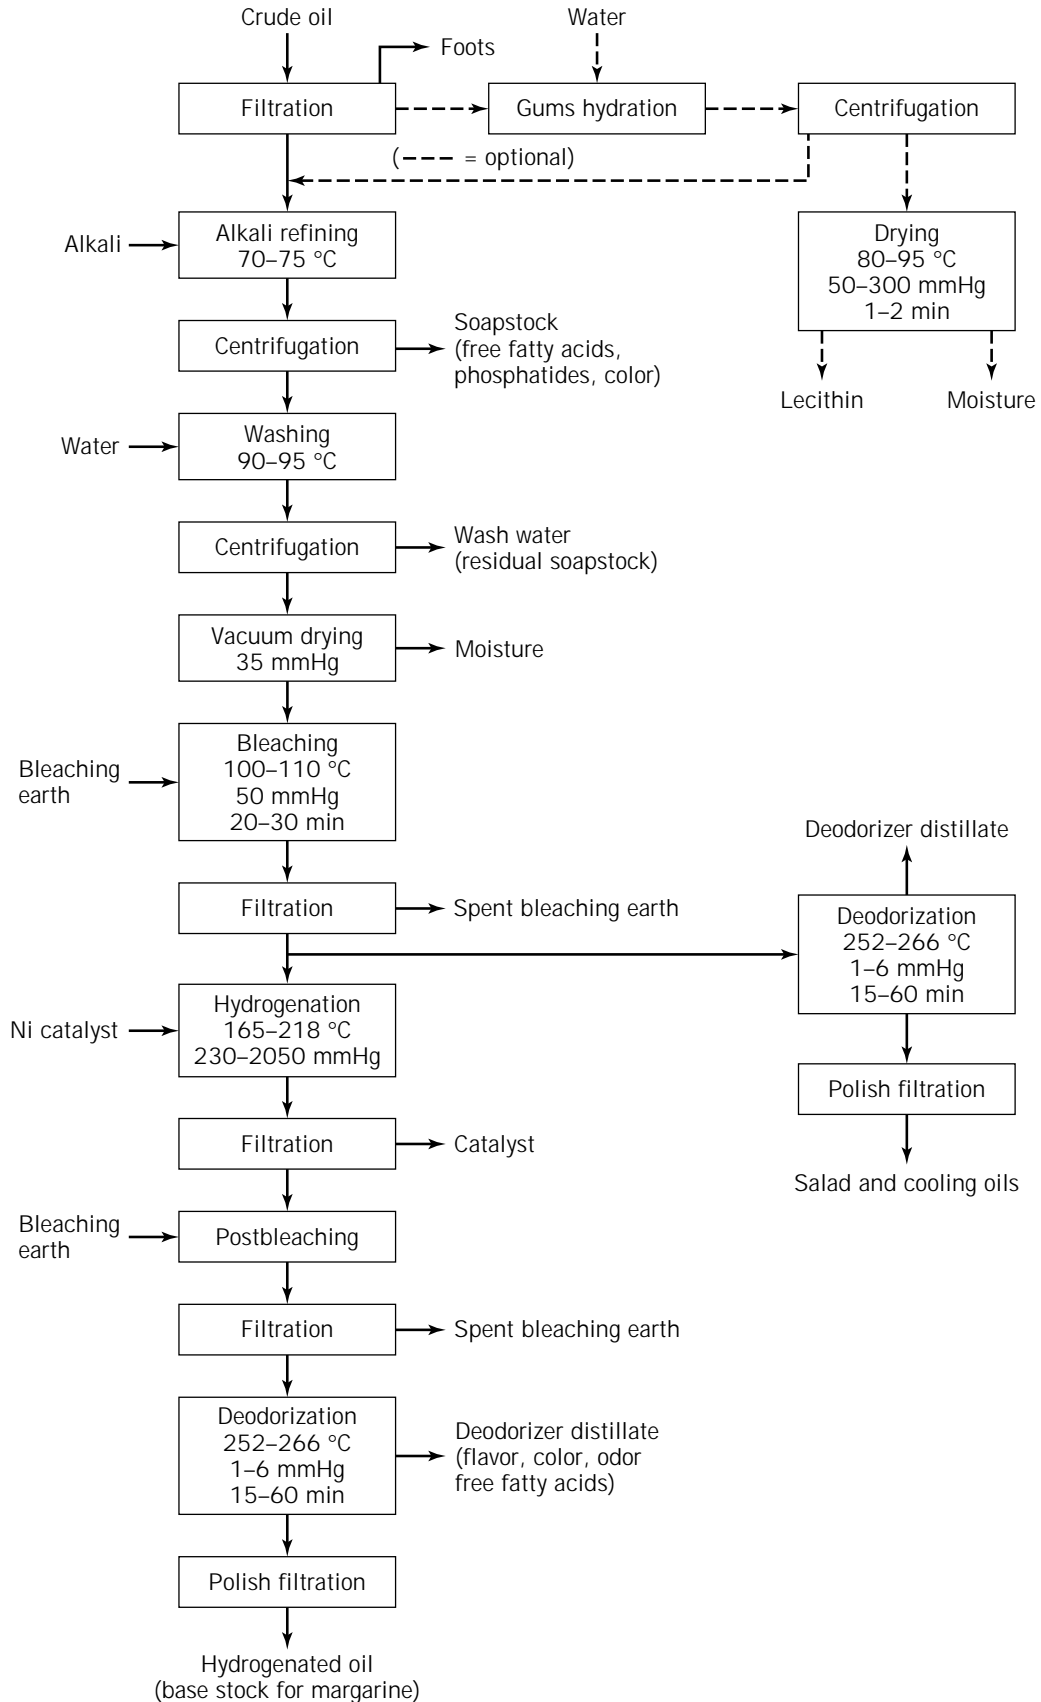 Crude oil
Water
Foots
Filtration
Gums hydration
Centrifugation
(---- = optional)
Alkali
Alkali refining
70–75 °C
Drying
80–95 °C
50–300 mmHg
1–2 min
Centrifugation
Soapstock
(free fatty acids,
phosphatides, color)
Lecithin
Moisture
Water
Washing
90–95 °C
Centrifugation
Wash water
(residual soapstock)
Vacuum drying
35 mmHg
Moisture
Bleaching
earth
Bleaching
100–110 °C
50 mmHg
20–30 min
Deodorizer distillate
Filtration
Spent bleaching earth
Deodorization
252–266 °C
1–6 mmHg
15–60 min
Ni catalyst
Hydrogenation
165–218 °C
230–2050 mmHg
Polish filtration
Filtration
Catalyst
Salad and cooling oils
Bleaching
earth
Postbleaching
Filtration
Spent bleaching earth
Deodorization
252–266 °C
1–6 mmHg
15–60 min
Deodorizer distillate
(flavor, color, odor
free fatty acids)
Polish filtration
Hydrogenated oil
(base stock for margarine)